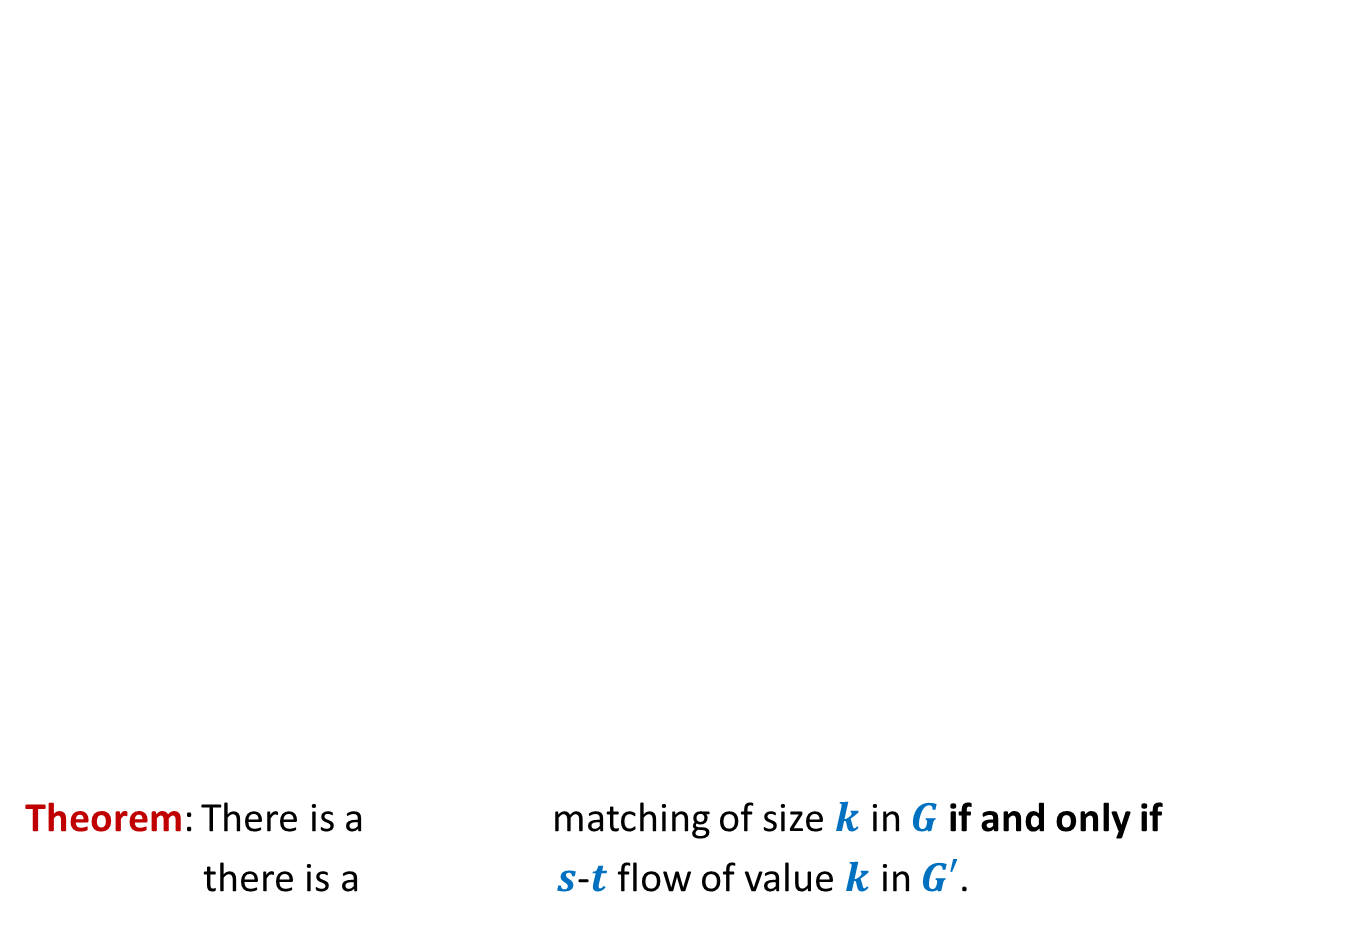 Theorem: There is a matching of size k in G if and only if
there is a s-t flow of value k in G′.